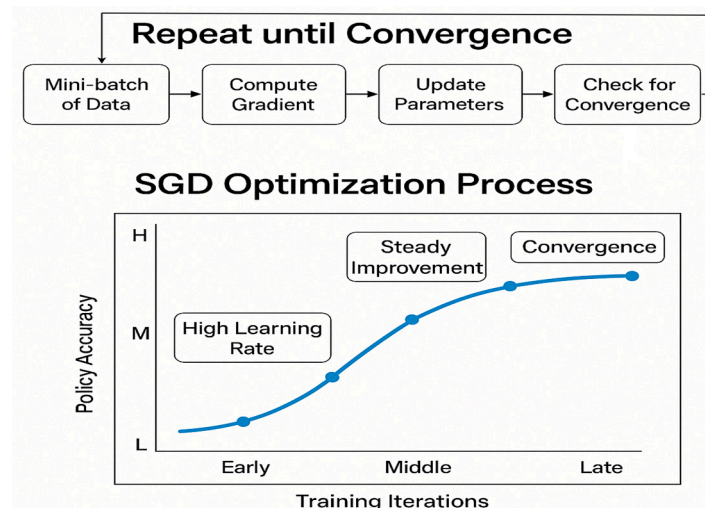 Repeat until Convergence
Mini-batch
of Data
Compute
Gradient
Update
Parameters
Check for
Convergence
SGD Optimization Process
H
M
L
Policy Accuracy
High Learning
Rate
Steady
Improvement
Convergence
Early
Middle
Late
Training Iterations